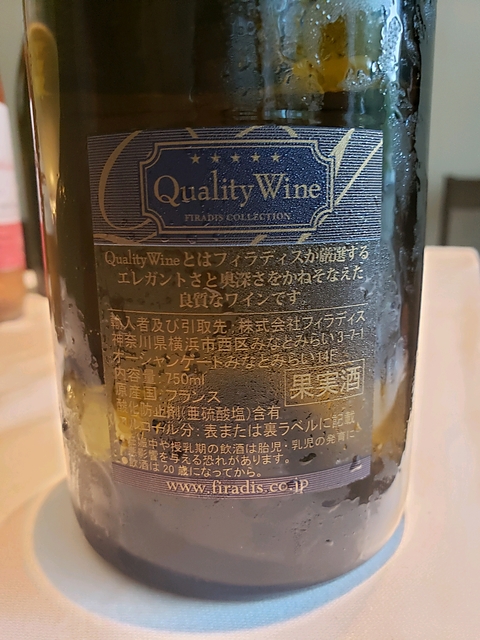 ★★★★★
Quality Wine
FIRADIS COLLECTION
Quality Wineとはフィラディスが厳選する
エレガントさと奥深さをかねそなえた
良質なワインです。
輸入者及び引取先:株式会社フィラディス
神奈川県横浜市西区みなとみらい3-7-1
オーシャンゲートみなとみらい14F
内容量:750ml
原産国:フランス
果実酒
酸化防止剤(亜硫酸塩)含有
アルコール分:表または裏ラベルに記載
妊娠中や授乳期の飲酒は胎児・乳児の発育に
悪影響を与える恐れがあります。
●飲酒は20歳になってから。
www.firadis.co.jp